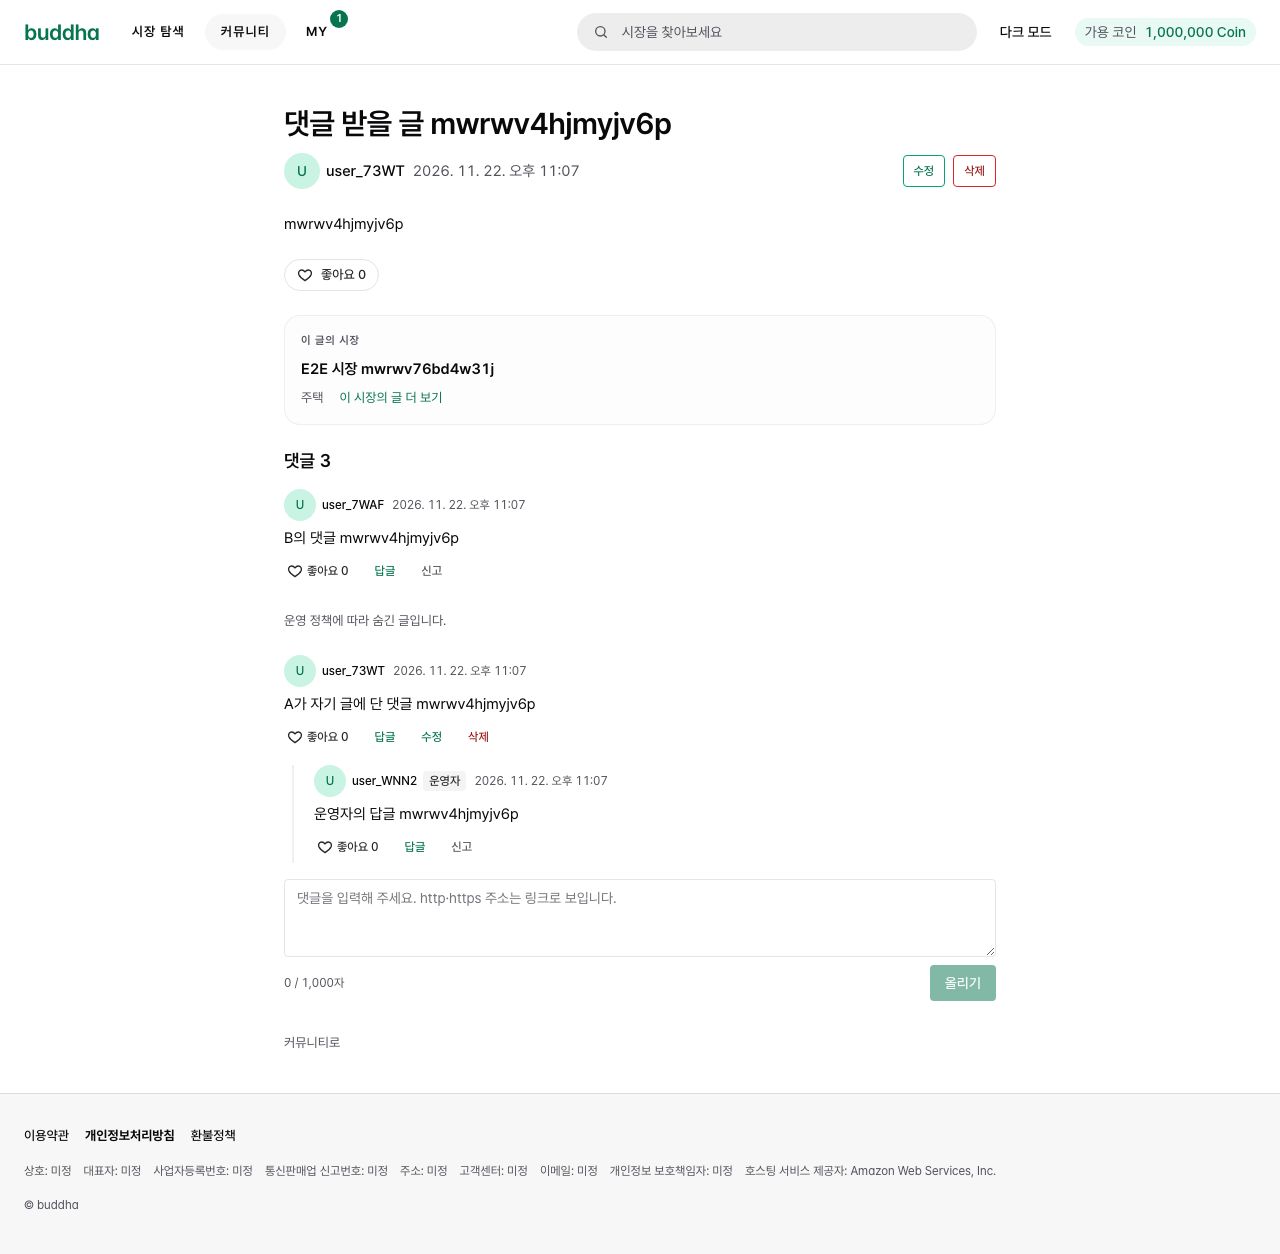 buddha 시장 탐색 커뮤니티 MY 1 시장을 찾아보세요 다크 모드 가용 코인 1,000,000 Coin
댓글 받을 글 mwrwv4hjmyjv6p
U user_73WT 2026. 11. 22. 오후 11:07 수정 삭제
mwrwv4hjmyjv6p
좋아요 0
이 글의 시장
E2E 시장 mwrwv76bd4w31j
주택 이 시장의 글 더 보기
댓글 3
U user_7WAF 2026. 11. 22. 오후 11:07
B의 댓글 mwrwv4hjmyjv6p
좋아요 0 답글 신고
운영 정책에 따라 숨긴 글입니다.
U user_73WT 2026. 11. 22. 오후 11:07
A가 자기 글에 단 댓글 mwrwv4hjmyjv6p
좋아요 0 답글 수정 삭제
U user_WNN2 운영자 2026. 11. 22. 오후 11:07
운영자의 답글 mwrwv4hjmyjv6p
좋아요 0 답글 신고
댓글을 입력해 주세요. http·https 주소는 링크로 보입니다.
0 / 1,000자 올리기
커뮤니티로
이용약관 개인정보처리방침 환불정책
상호: 미정 대표자: 미정 사업자등록번호: 미정 통신판매업 신고번호: 미정 주소: 미정 고객센터: 미정 이메일: 미정 개인정보 보호책임자: 미정 호스팅 서비스 제공자: Amazon Web Services, Inc.
© buddha